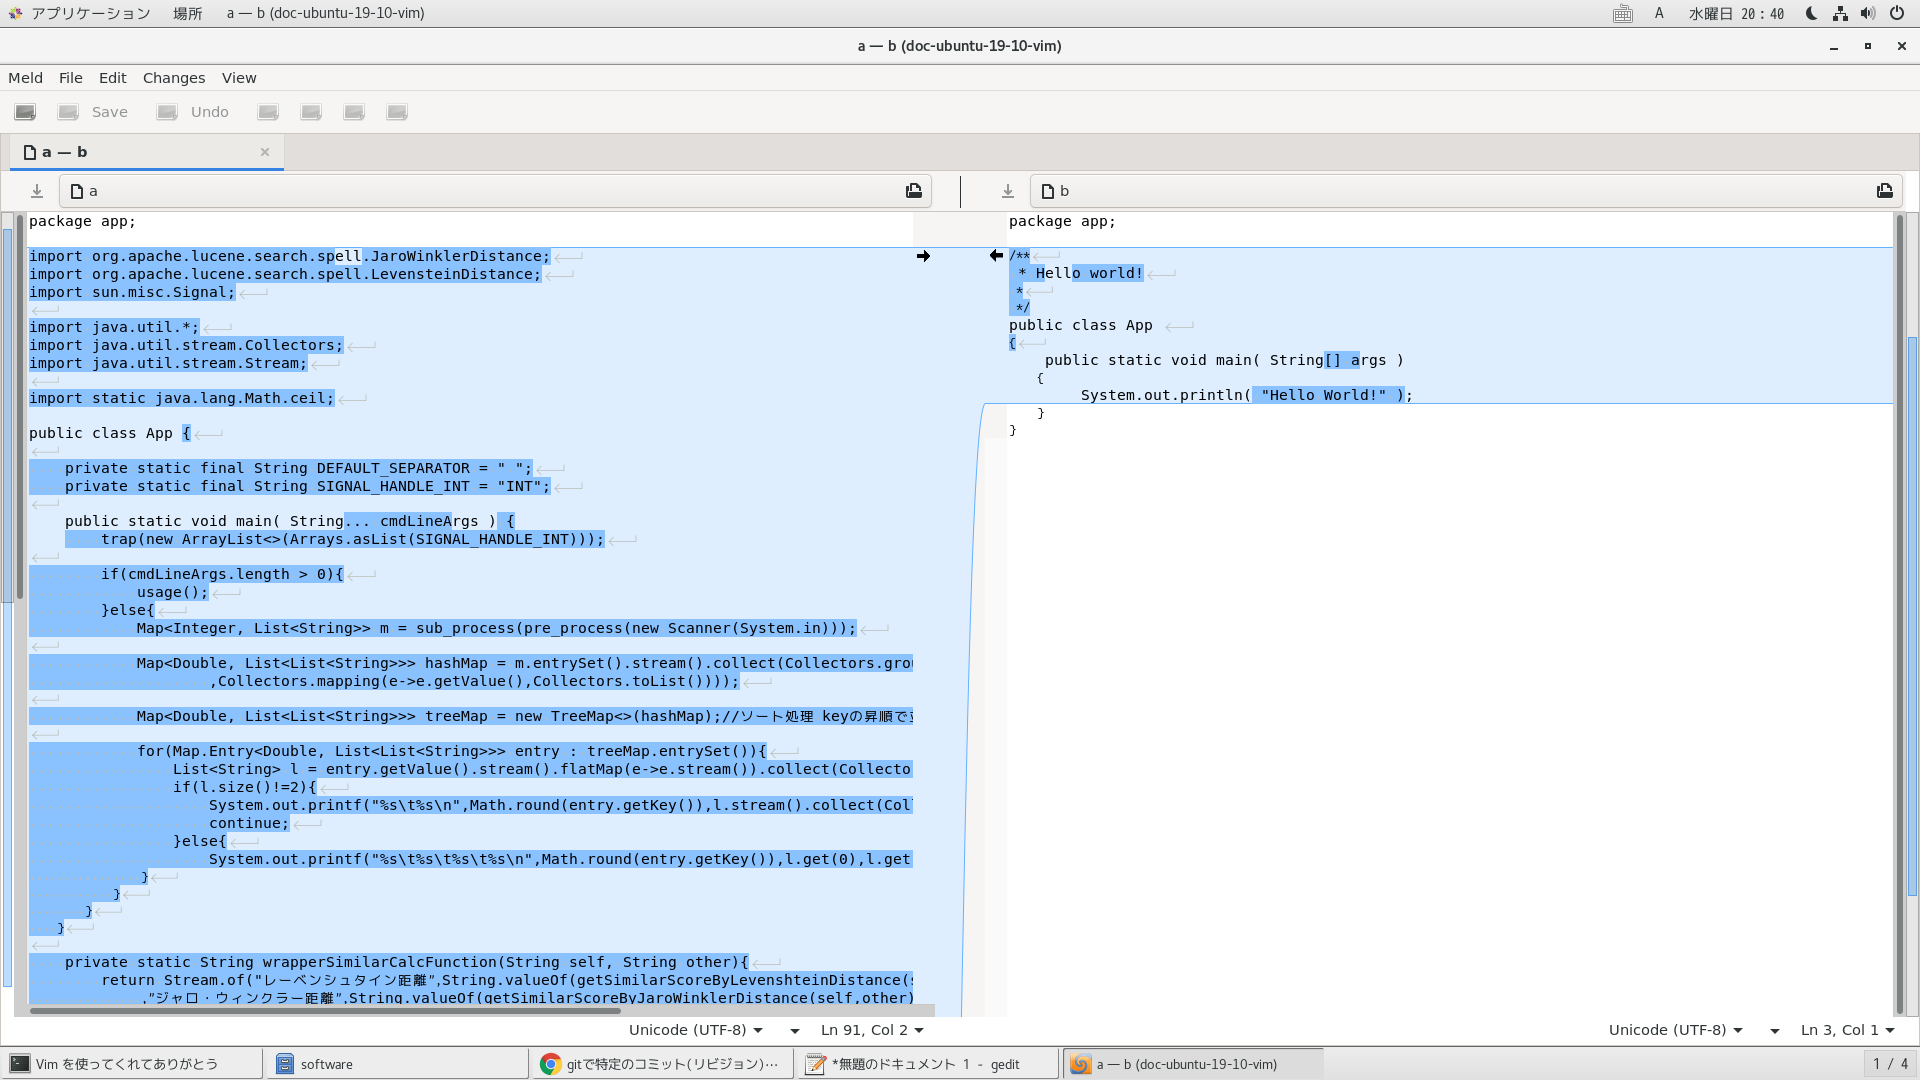 アプリケーション 場所 a — b (doc-ubuntu-19-10-vim) A 水曜日 20：40
a — b (doc-ubuntu-19-10-vim)
Meld File Edit Changes View
Save Undo
a — b
a
b
package app;
import org.apache.lucene.search.spell.JaroWinklerDistance;
import org.apache.lucene.search.spell.LevensteinDistance;
import sun.misc.Signal;
import java.util.*;
import java.util.stream.Collectors;
import java.util.stream.Stream;
import static java.lang.Math.ceil;
public class App {
private static final String DEFAULT_SEPARATOR = " ";
private static final String SIGNAL_HANDLE_INT = "INT";
public static void main( String... cmdLineArgs ) {
trap(new ArrayList<>(Arrays.asList(SIGNAL_HANDLE_INT)));
if(cmdLineArgs.length > 0){
usage();
}else{
Map<Integer, List<String>> m = sub_process(pre_process(new Scanner(System.in)));
Map<Double, List<List<String>>> hashMap = m.entrySet().stream().collect(Collectors.grou
,Collectors.mapping(e->e.getValue(),Collectors.toList())));
Map<Double, List<List<String>>> treeMap = new TreeMap<>(hashMap);//ソート処理 keyの昇順で
for(Map.Entry<Double, List<List<String>>> entry : treeMap.entrySet()){
List<String> l = entry.getValue().stream().flatMap(e->e.stream()).collect(Collecto
if(l.size()!=2){
System.out.printf("%s\t%s\n",Math.round(entry.getKey()),l.stream().collect(Col
continue;
}else{
System.out.printf("%s\t%s\t%s\t%s\n",Math.round(entry.getKey()),l.get(0),l.get
}
}
}
}
private static String wrapperSimilarCalcFunction(String self, String other){
return Stream.of("レーベンシュタイン距離",String.valueOf(getSimilarScoreByLevenshteinDistance(
,"ジャロ・ウィンクラー距離",String.valueOf(getSimilarScoreByJaroWinklerDistance(self,other)
package app;
/**
* Hello world!
*
*/
public class App
{
public static void main( String[] args )
{
System.out.println( "Hello World!" );
}
}
Unicode (UTF-8) Ln 91, Col 2
Unicode (UTF-8) Ln 3, Col 1
Vim を使ってくれてありがとう software gitで特定のコミット(リビジョン)… *無題のドキュメント 1 - gedit a — b (doc-ubuntu-19-10-vim) 1 / 4